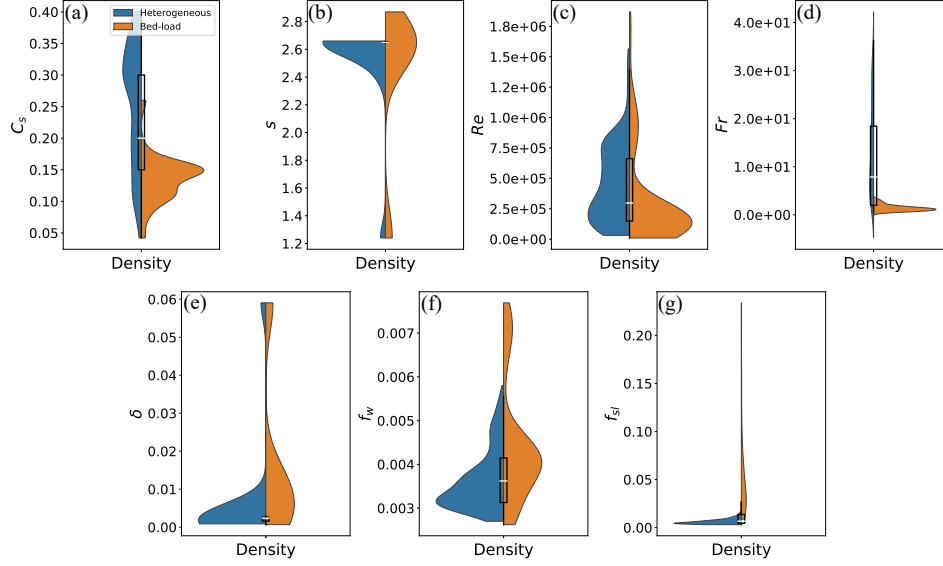 (a)
Heterogeneous
Bed-load
0.40
0.35
0.30
0.25
0.20
0.15
0.10
0.05
C_s
Density
(b)
2.8
2.6
2.4
2.2
2.0
1.8
1.6
1.4
1.2
s
Density
(c)
1.8e+06
1.5e+06
1.2e+06
1.0e+06
7.5e+05
5.0e+05
2.5e+05
0.0e+00
Re
Density
(d)
4.0e+01
3.0e+01
2.0e+01
1.0e+01
0.0e+00
Fr
Density
(e)
0.06
0.05
0.04
0.03
0.02
0.01
0.00
δ
Density
(f)
0.007
0.006
0.005
0.004
0.003
f_w
Density
(g)
0.20
0.15
0.10
0.05
0.00
f_{sl}
Density